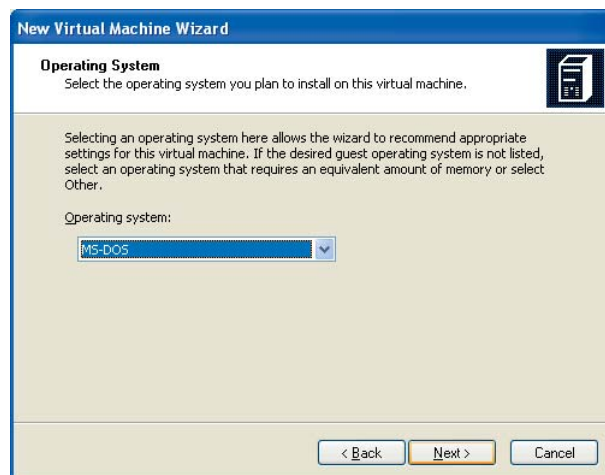 New Virtual Machine Wizard
Operating System
Select the operating system you plan to install on this virtual machine.
Selecting an operating system here allows the wizard to recommend appropriate
settings for this virtual machine. If the desired guest operating system is not listed,
select an operating system that requires an equivalent amount of memory or select
Other.
Operating system:
MS-DOS
< Back Next > Cancel